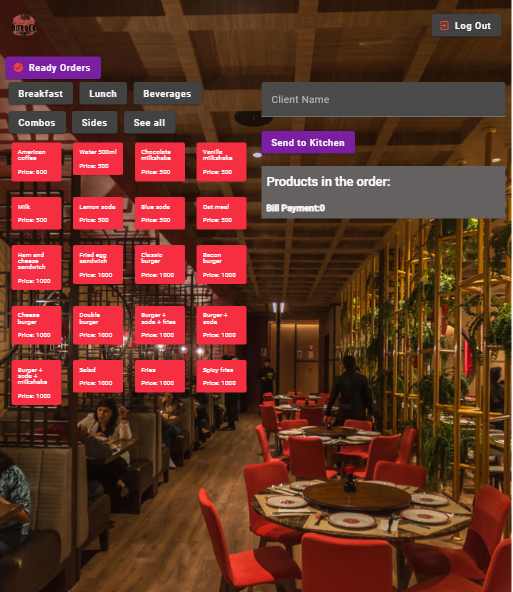 BURGER
Log Out
Ready Orders
Breakfast
Lunch
Beverages
Combos
Sides
See all
Client Name
Send to Kitchen
Products in the order:
Bill Payment:0
American
coffee
Price: 600
Water 500ml
Price: 500
Chocolate
milkshake
Price: 500
Vanilla
milkshake
Price: 500
Milk
Price: 500
Lemon soda
Price: 500
Blue soda
Price: 500
Oat meal
Price: 500
Ham and
cheese
sandwich
Price: 1000
Fried egg
sandwich
Price: 1000
Classic
burger
Price: 1000
Bacon
burger
Price: 1000
Cheese
burger
Price: 1000
Double
burger
Price: 1000
Burger +
soda + fries
Price: 1000
Burger +
soda
Price: 1000
Burger +
soda +
milkshake
Price: 1000
Salad
Price: 1000
Fries
Price: 1000
Spicy fries
Price: 1000